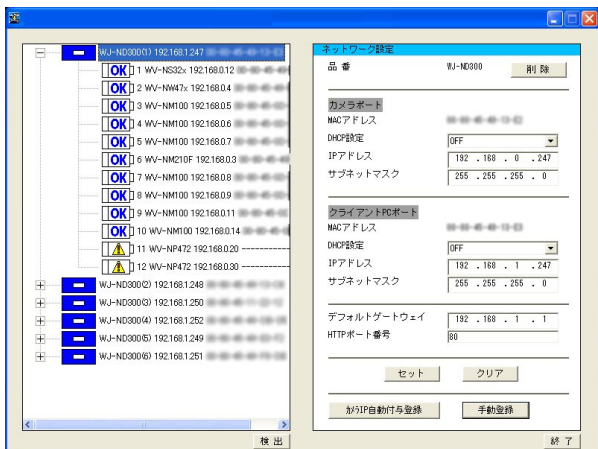 WJ-ND300(1) 192.168.1.247
OK 1 WV-NS32x 192.168.0.12
OK 2 WV-NW47x 192.168.0.4
OK 3 WV-NM100 192.168.0.5
OK 4 WV-NM100 192.168.0.6
OK 5 WV-NM100 192.168.0.7
OK 6 WV-NM210F 192.168.0.3
OK 7 WV-NM100 192.168.0.8
OK 8 WV-NM100 192.168.0.9
OK 9 WV-NM100 192.168.0.11
OK 10 WV-NM100 192.168.0.14
11 WV-NP472 192.168.0.20 -----------
12 WV-NP472 192.168.0.30 -----------
WJ-ND300(2) 192.168.1.248
WJ-ND300(3) 192.168.1.250
WJ-ND300(4) 192.168.1.252
WJ-ND300(5) 192.168.1.249
WJ-ND300(6) 192.168.1.251
検 出
ネットワーク設定
品 番 WJ-ND300 削 除
カメラポート
MACアドレス
DHCP設定 OFF
IPアドレス 192 . 168 . 0 . 247
サブネットマスク 255 . 255 . 255 . 0
クライアントPCポート
MACアドレス
DHCP設定 OFF
IPアドレス 192 . 168 . 1 . 247
サブネットマスク 255 . 255 . 255 . 0
デフォルトゲートウェイ 192 . 168 . 1 . 1
HTTPポート番号 80
セット クリア
ｶﾒﾗIP自動付与登録 手動登録
終 了